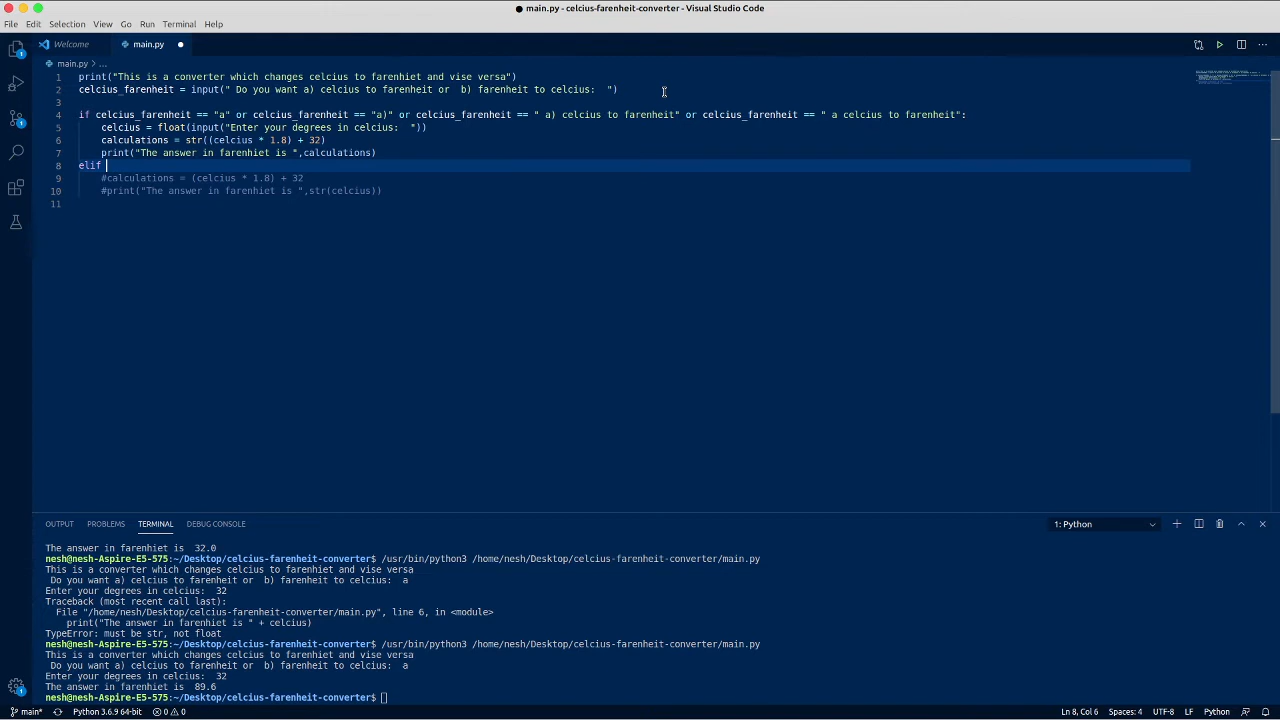 main.py - celcius-farenheit-converter - Visual Studio Code
File Edit Selection View Go Run Terminal Help
Welcome main.py
main.py > ...
1 print("This is a converter which changes celcius to farenhiet and vise versa")
2 celcius_farenheit = input(" Do you want a) celcius to farenheit or  b) farenheit to celcius:  ")
3
4 if celcius_farenheit == "a" or celcius_farenheit == "a)" or celcius_farenheit == " a) celcius to farenheit" or celcius_farenheit == " a celcius to farenheit":
5     celcius = float(input("Enter your degrees in celcius:  "))
6     calculations = str((celcius * 1.8) + 32)
7     print("The answer in farenhiet is ",calculations)
8 elif
9     #calculations = (celcius * 1.8) + 32
10     #print("The answer in farenhiet is ",str(celcius))
11
OUTPUT PROBLEMS TERMINAL DEBUG CONSOLE 1: Python
The answer in farenhiet is  32.0
nesh@nesh-Aspire-E5-575:~/Desktop/celcius-farenheit-converter$ /usr/bin/python3 /home/nesh/Desktop/celcius-farenheit-converter/main.py
This is a converter which changes celcius to farenhiet and vise versa
 Do you want a) celcius to farenheit or  b) farenheit to celcius:  a
Enter your degrees in celcius:  32
Traceback (most recent call last):
  File "/home/nesh/Desktop/celcius-farenheit-converter/main.py", line 6, in <module>
    print("The answer in farenhiet is " + celcius)
TypeError: must be str, not float
nesh@nesh-Aspire-E5-575:~/Desktop/celcius-farenheit-converter$ /usr/bin/python3 /home/nesh/Desktop/celcius-farenheit-converter/main.py
This is a converter which changes celcius to farenhiet and vise versa
 Do you want a) celcius to farenheit or  b) farenheit to celcius:  a
Enter your degrees in celcius:  32
The answer in farenhiet is  89.6
nesh@nesh-Aspire-E5-575:~/Desktop/celcius-farenheit-converter$
main* Python 3.6.9 64-bit 0 0 Ln 8, Col 6 Spaces: 4 UTF-8 LF Python